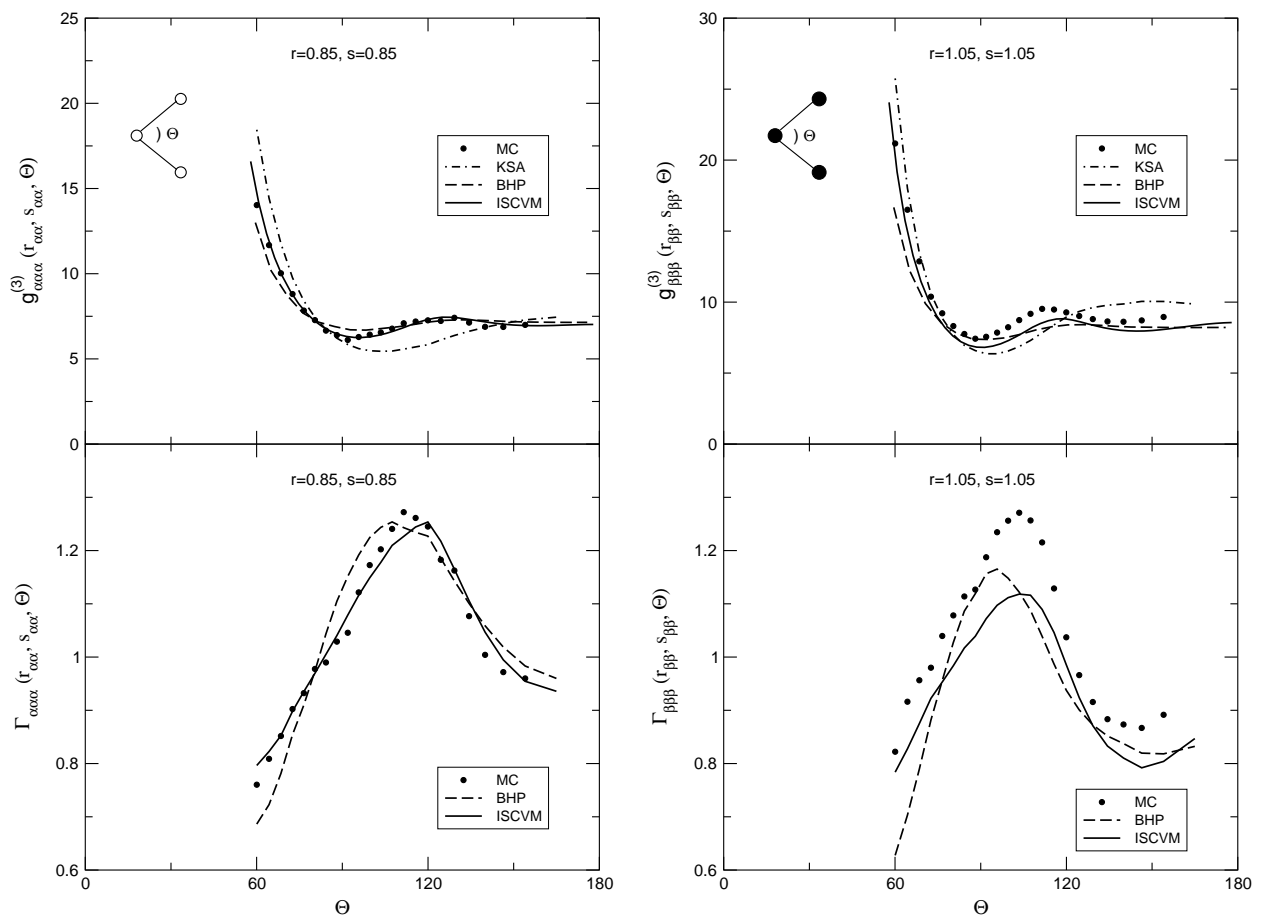 25
20
15
10
5
0
g(3)ααα (rαα, sαα, Θ)
r=0.85, s=0.85
) Θ
MC
KSA
BHP
ISCVM
30
20
10
0
g(3)βββ (rββ, sββ, Θ)
r=1.05, s=1.05
) Θ
MC
KSA
BHP
ISCVM
1.2
1
0.8
0.6
Γααα (rαα, sαα, Θ)
r=0.85, s=0.85
MC
BHP
ISCVM
0 60 120 180
Θ
1.2
1
0.8
0.6
Γβββ (rββ, sββ, Θ)
r=1.05, s=1.05
MC
BHP
ISCVM
0 60 120 180
Θ